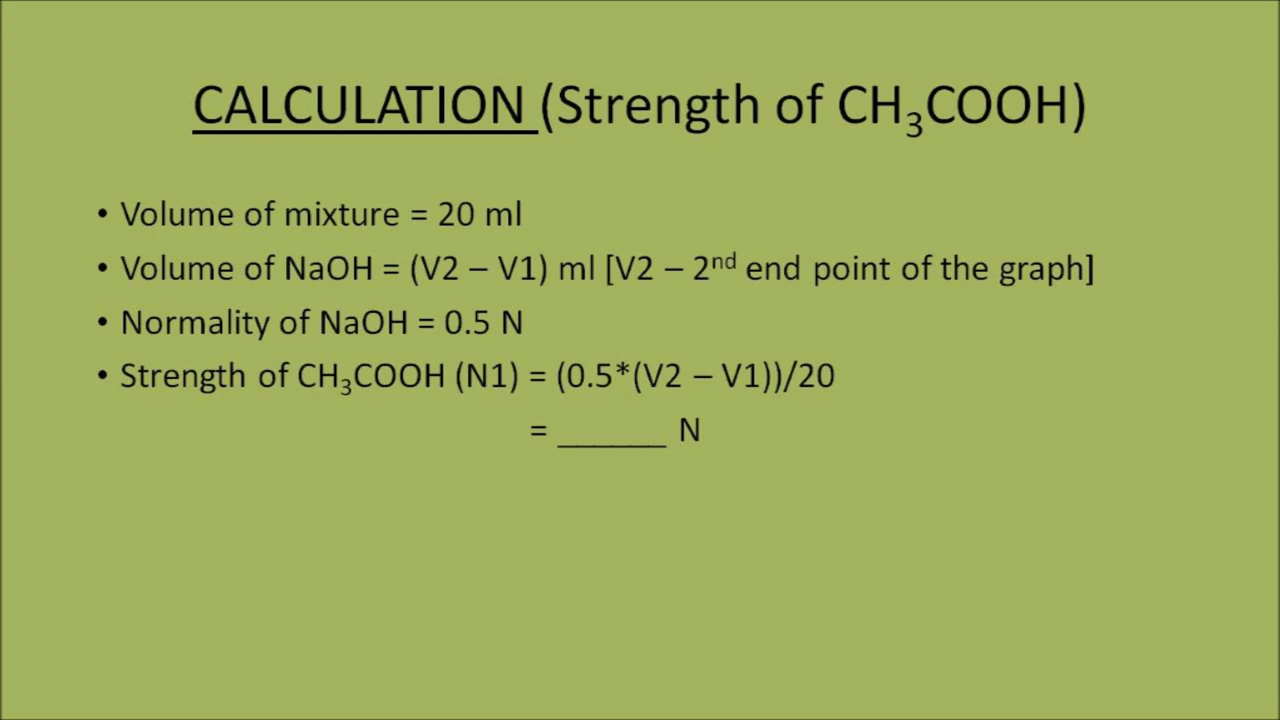 CALCULATION (Strength of CH₃COOH)
• Volume of mixture = 20 ml
• Volume of NaOH = (V2 – V1) ml [V2 – 2ⁿᵈ end point of the graph]
• Normality of NaOH = 0.5 N
• Strength of CH₃COOH (N1) = (0.5*(V2 – V1))/20
= ______ N